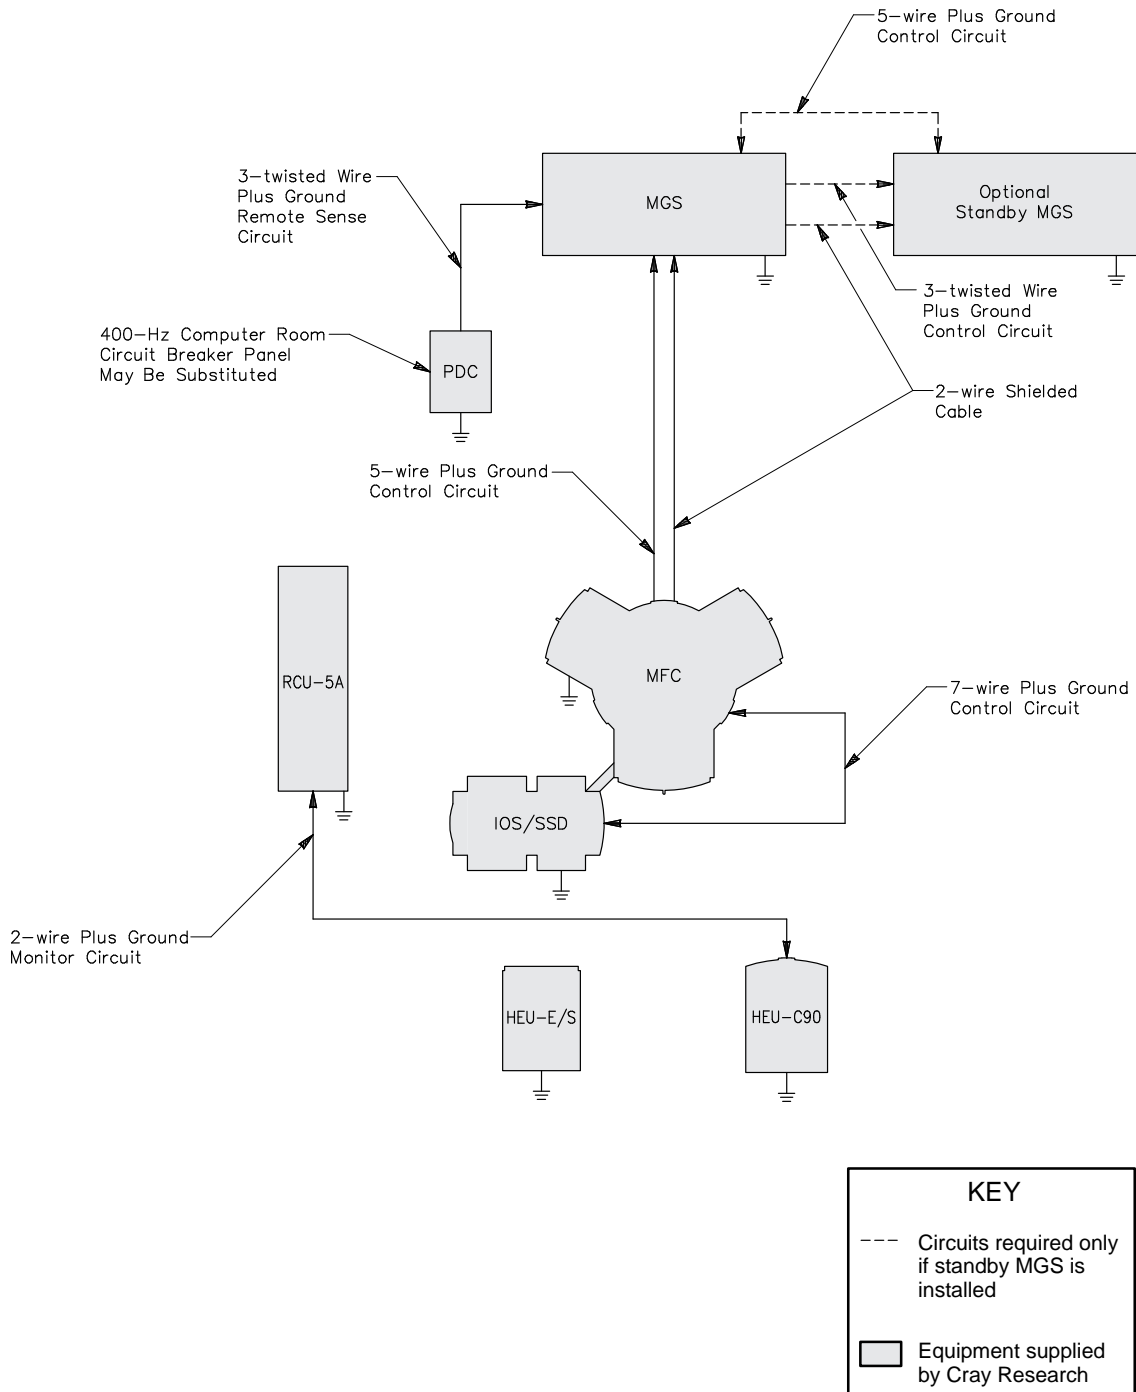 5-wire Plus Ground
Control Circuit
3-twisted Wire
Plus Ground
Remote Sense
Circuit
MGS
Optional
Standby MGS
3-twisted Wire
Plus Ground
Control Circuit
400-Hz Computer Room
Circuit Breaker Panel
May Be Substituted
PDC
2-wire Shielded
Cable
5-wire Plus Ground
Control Circuit
RCU-5A
MFC
7-wire Plus Ground
Control Circuit
IOS/SSD
2-wire Plus Ground
Monitor Circuit
HEU-E/S
HEU-C90
KEY
Circuits required only
if standby MGS is
installed
Equipment supplied
by Cray Research